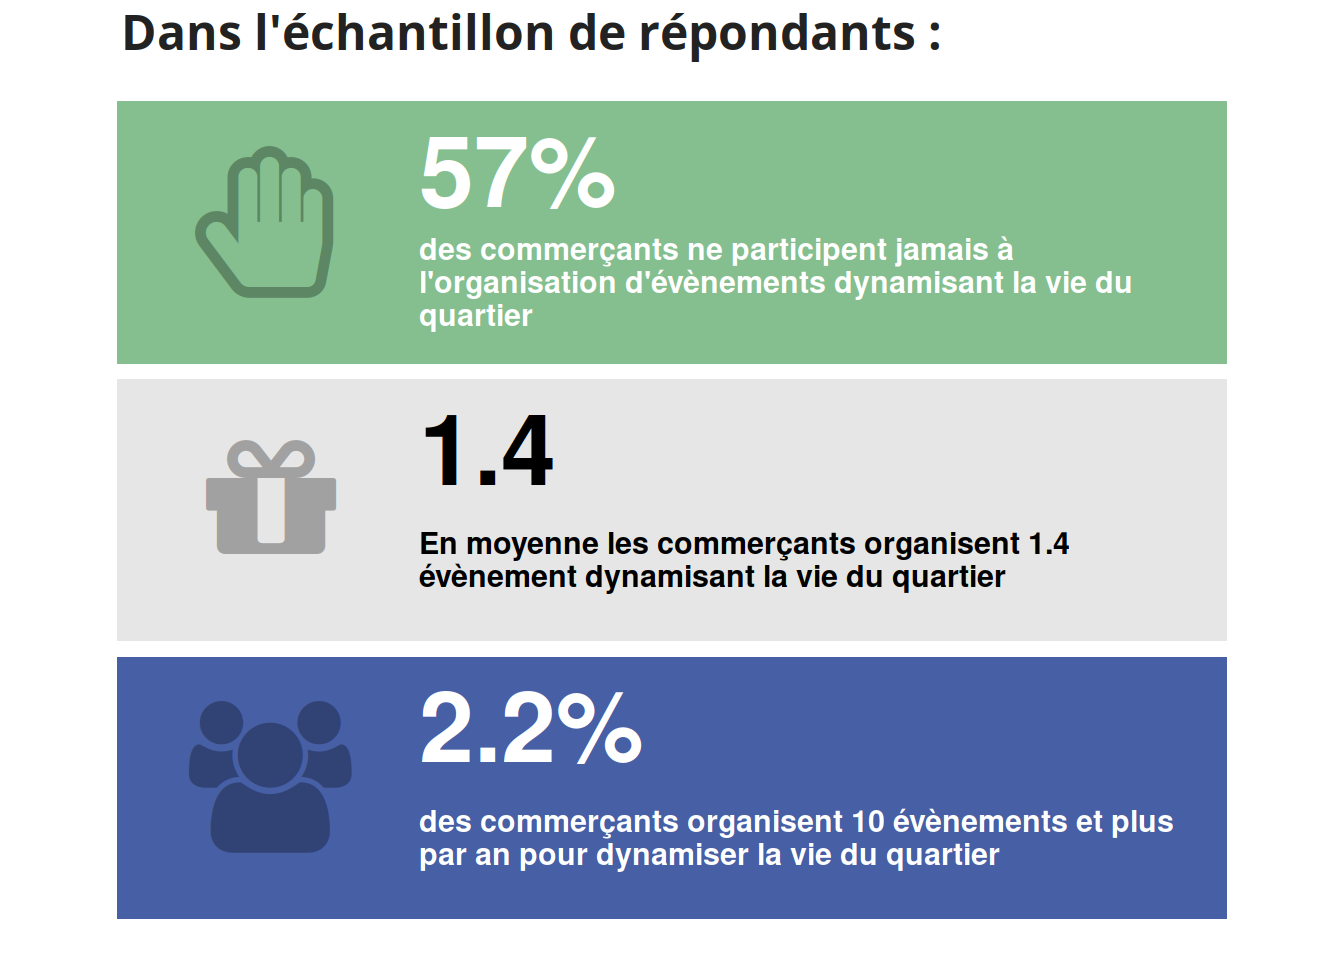 Dans l'échantillon de répondants :
57%
des commerçants ne participent jamais à
l'organisation d'évènements dynamisant la vie du
quartier
1.4
En moyenne les commerçants organisent 1.4
évènement dynamisant la vie du quartier
2.2%
des commerçants organisent 10 évènements et plus
par an pour dynamiser la vie du quartier